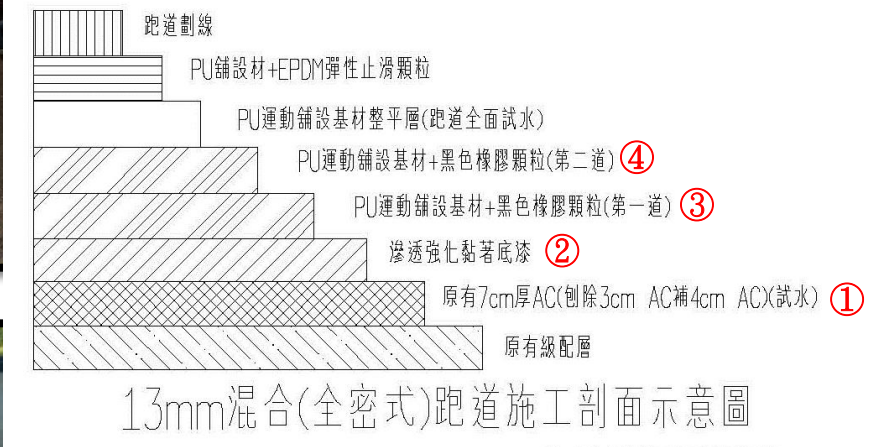 跑道劃線
PU舖設材+EPDM彈性止滑顆粒
PU運動舖設基材整平層(跑道全面試水)
PU運動舖設基材+黑色橡膠顆粒(第二道) ④
PU運動舖設基材+黑色橡膠顆粒(第一道) ③
滲透強化黏著底漆 ②
原有7cm厚AC(刨除3cm AC補4cm AC)(試水) ①
原有級配層
13mm混合(全密式)跑道施工剖面示意圖